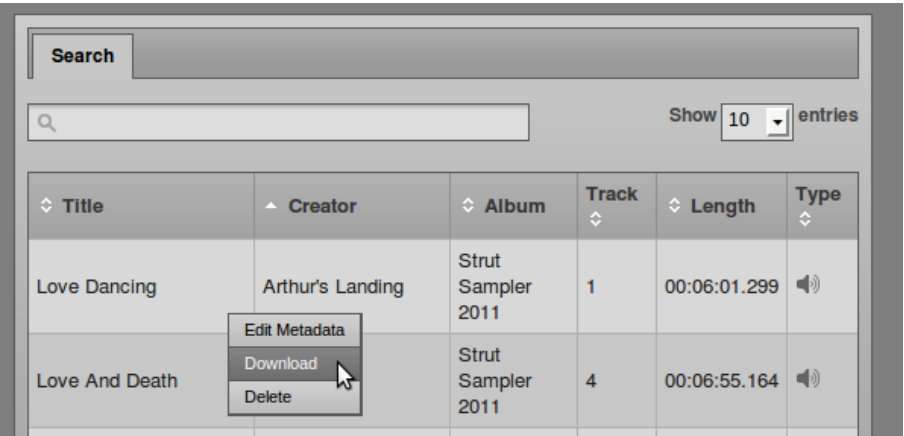 Search
Show 10 entries
Title Creator Album Track Length Type
Love Dancing Arthur's Landing Strut Sampler 2011 1 00:06:01.299
Edit Metadata
Download
Delete
Love And Death Strut Sampler 2011 4 00:06:55.164